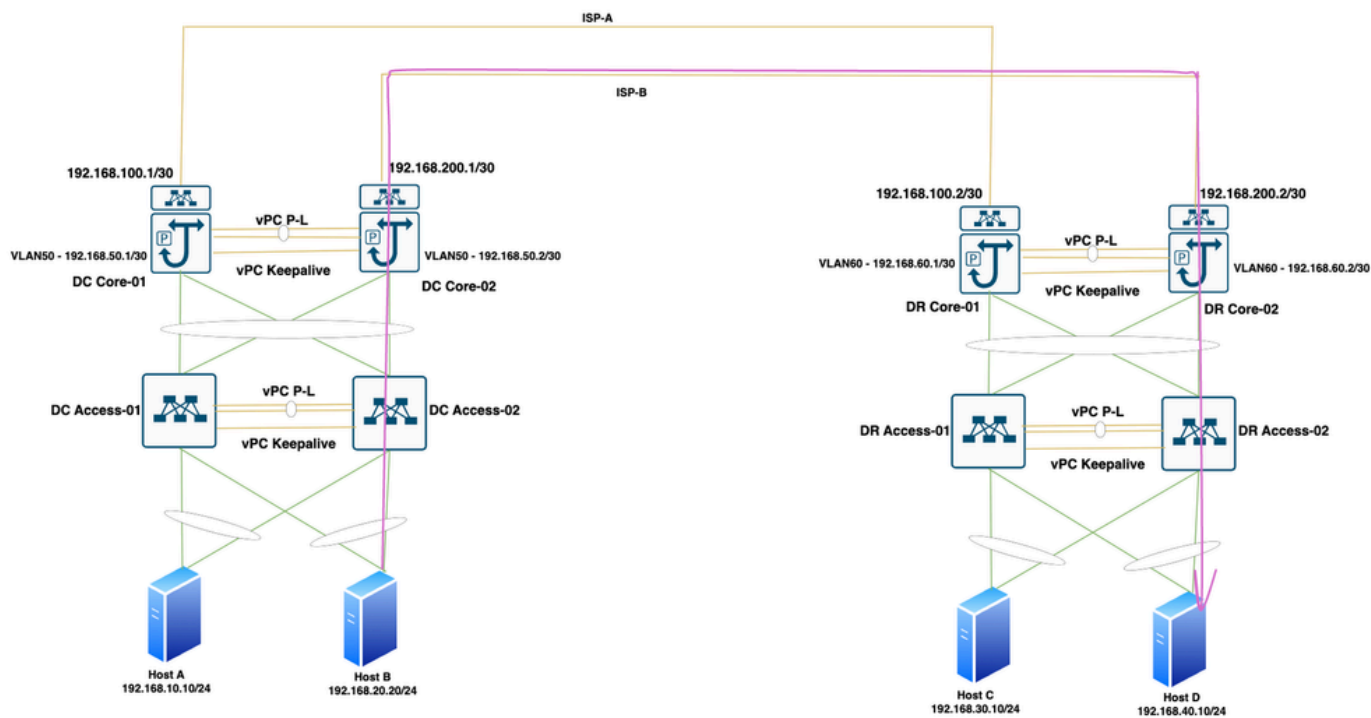 ISP-A
ISP-B
192.168.100.1/30
192.168.200.1/30
192.168.100.2/30
192.168.200.2/30
P
vPC P-L
P
VLAN50 - 192.168.50.1/30
VLAN50 - 192.168.50.2/30
vPC Keepalive
DC Core-01
DC Core-02
P
vPC P-L
P
VLAN60 - 192.168.60.1/30
VLAN60 - 192.168.60.2/30
vPC Keepalive
DR Core-01
DR Core-02
vPC P-L
DC Access-01
DC Access-02
vPC Keepalive
vPC P-L
DR Access-01
DR Access-02
vPC Keepalive
Host A
192.168.10.10/24
Host B
192.168.20.20/24
Host C
192.168.30.10/24
Host D
192.168.40.10/24